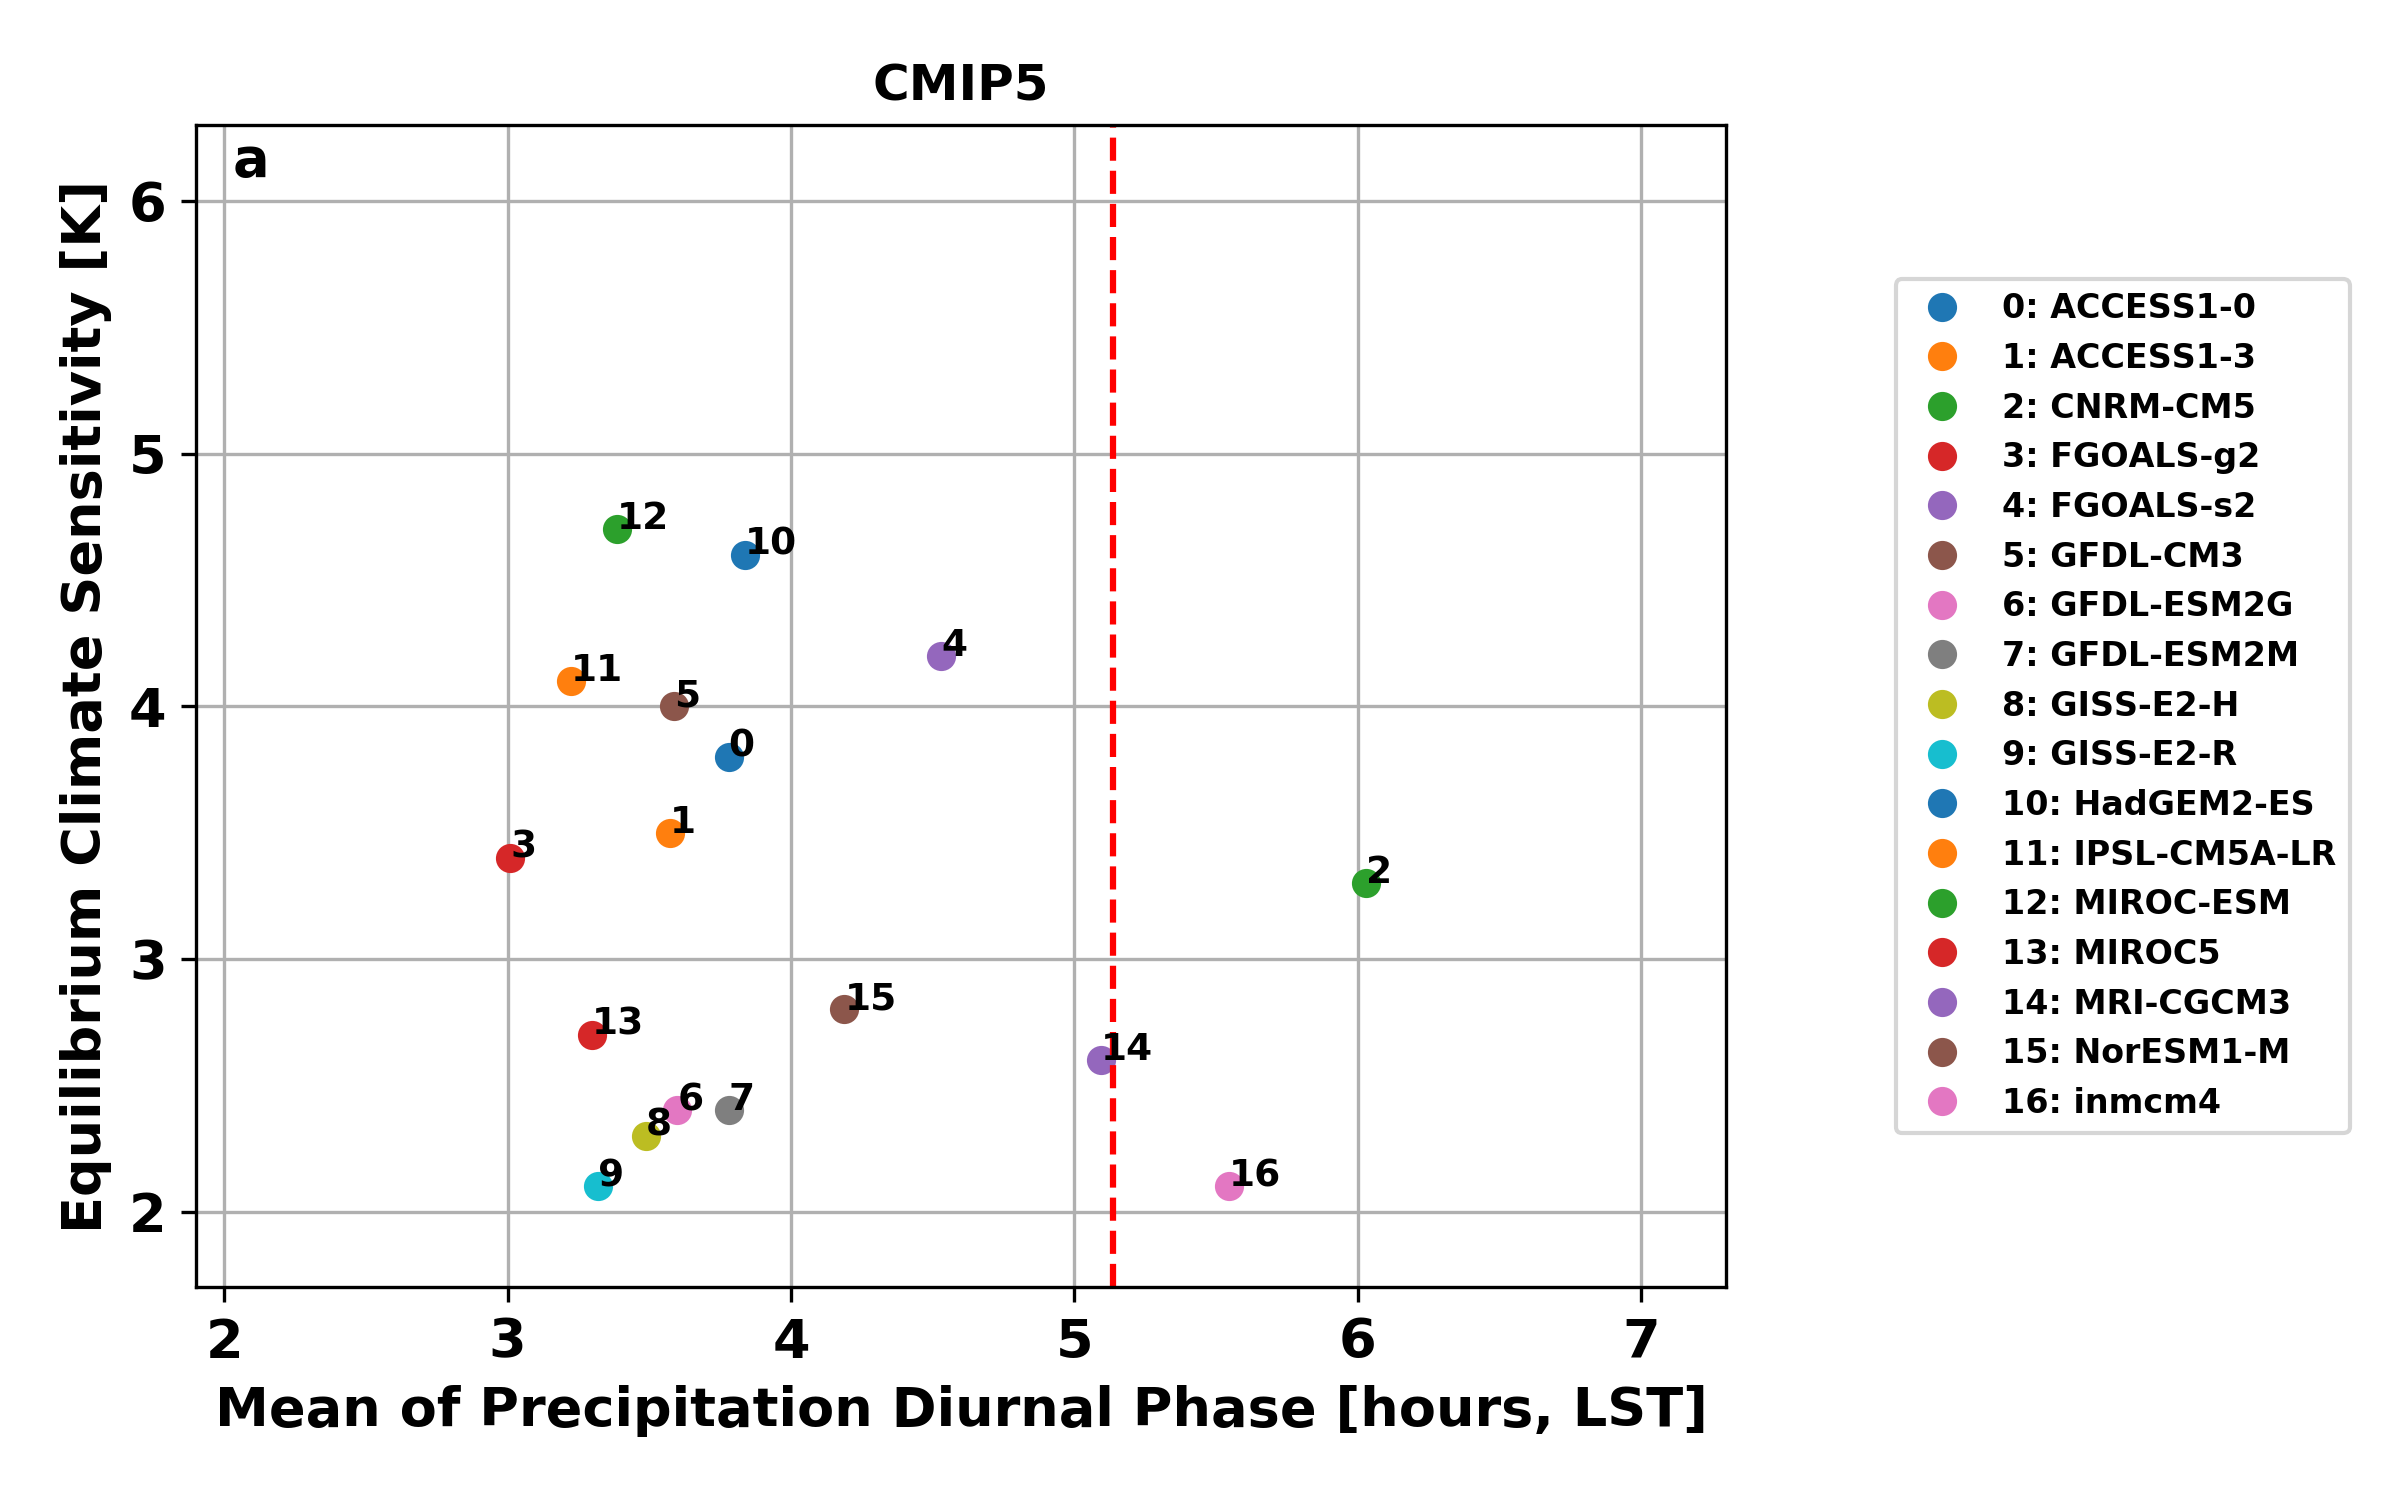 CMIP5
a
Equilibrium Climate Sensitivity [K]
6
5
4
3
2
12
10
4
11
5
0
1
3
2
15
13
14
6
7
8
9
16
2
3
4
5
6
7
Mean of Precipitation Diurnal Phase [hours, LST]
0: ACCESS1-0
1: ACCESS1-3
2: CNRM-CM5
3: FGOALS-g2
4: FGOALS-s2
5: GFDL-CM3
6: GFDL-ESM2G
7: GFDL-ESM2M
8: GISS-E2-H
9: GISS-E2-R
10: HadGEM2-ES
11: IPSL-CM5A-LR
12: MIROC-ESM
13: MIROC5
14: MRI-CGCM3
15: NorESM1-M
16: inmcm4